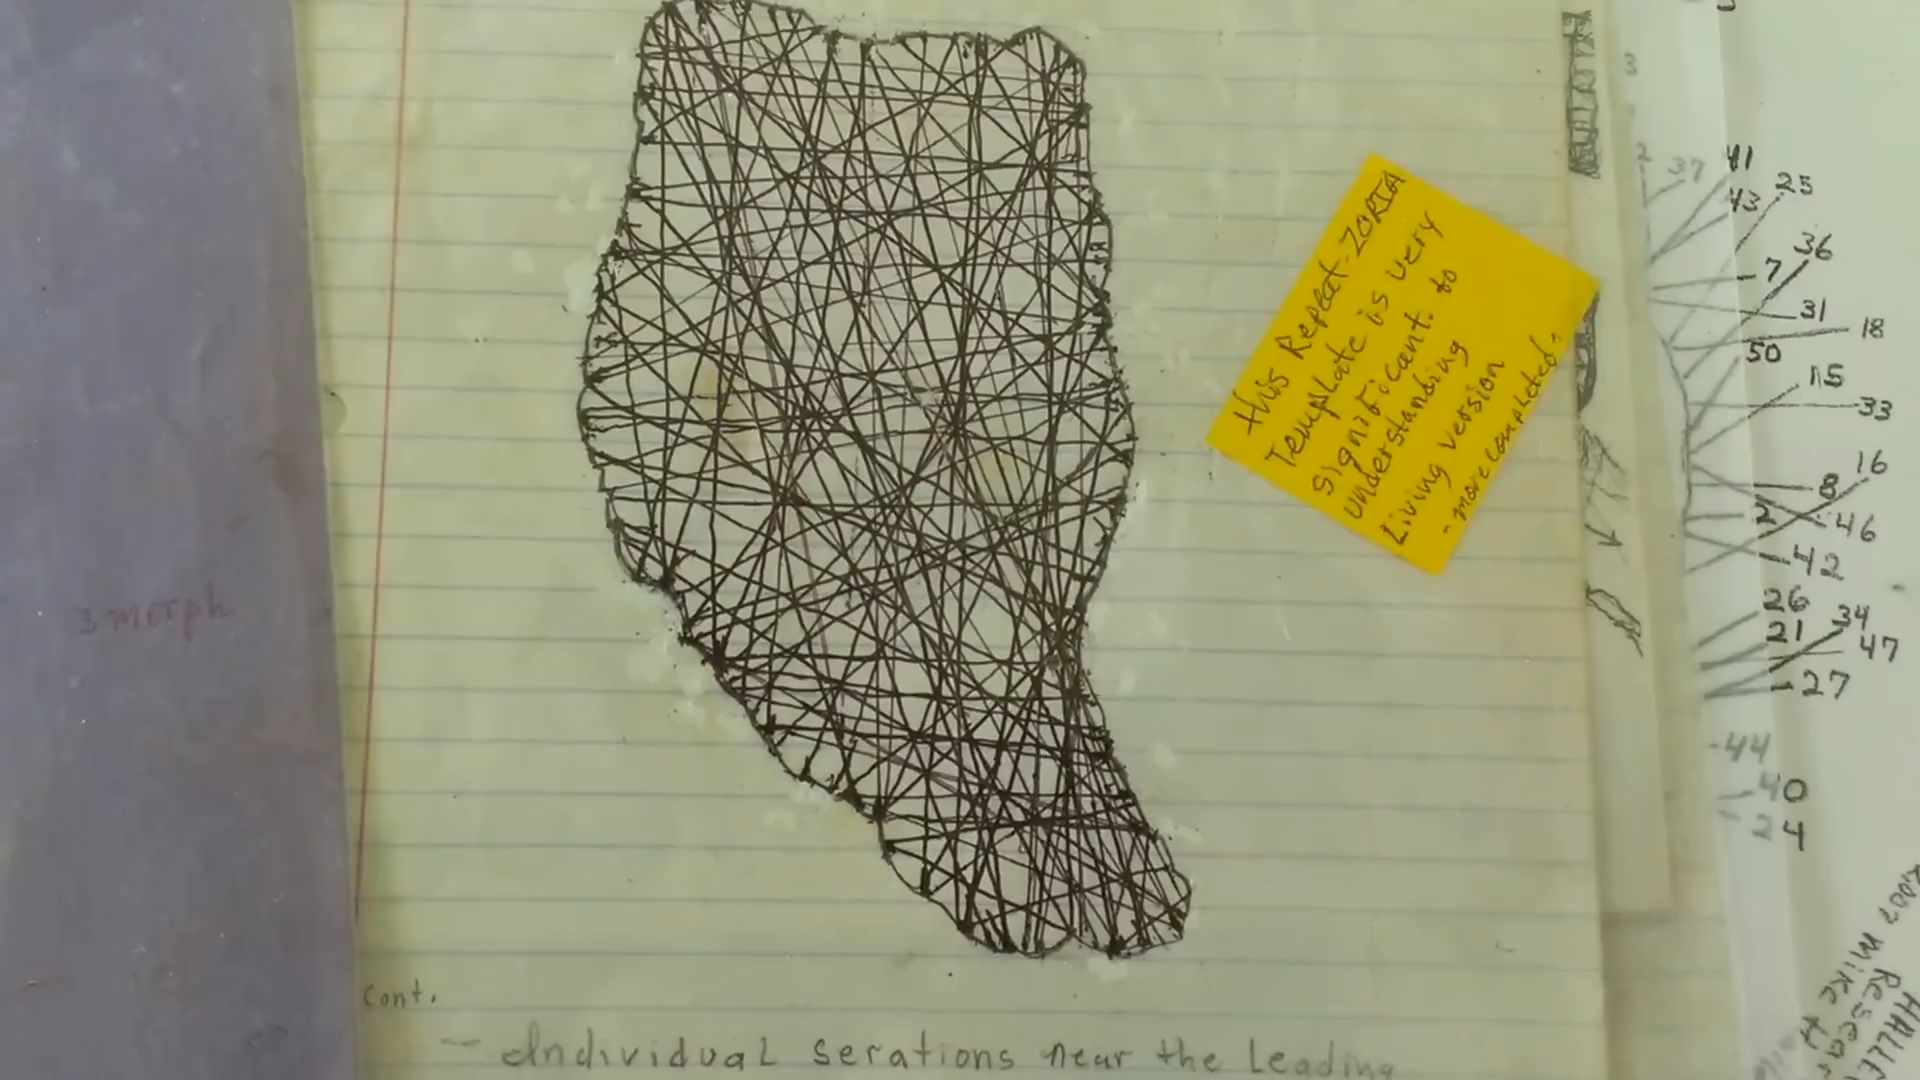 3 morph
This Repeat-ZORIA
Template is very
significant. to
understanding
Living version
- more completed.
cont.
- Individual serations near the Leading
37
41
43
25
7
36
31
18
50
15
33
16
8
46
42
26
34
21
47
27
-44
40
24
2007 Mike H